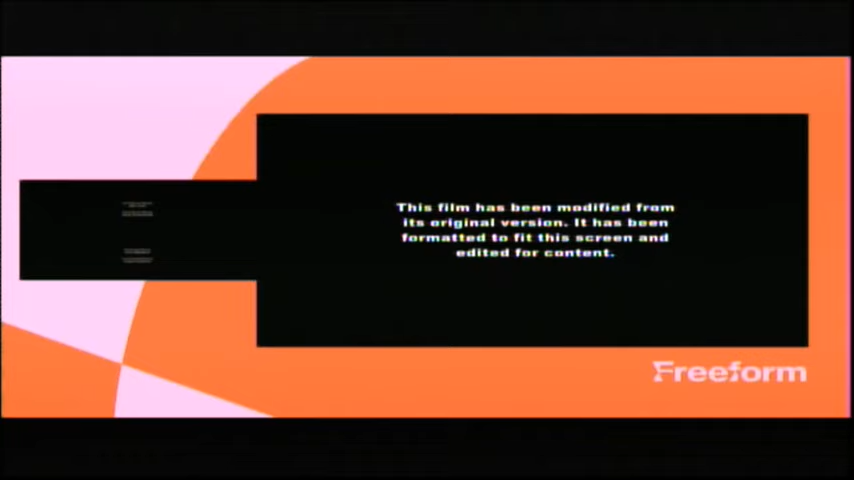 This film has been modified from
its original version. It has been
formatted to fit this screen and
edited for content.
Freeform